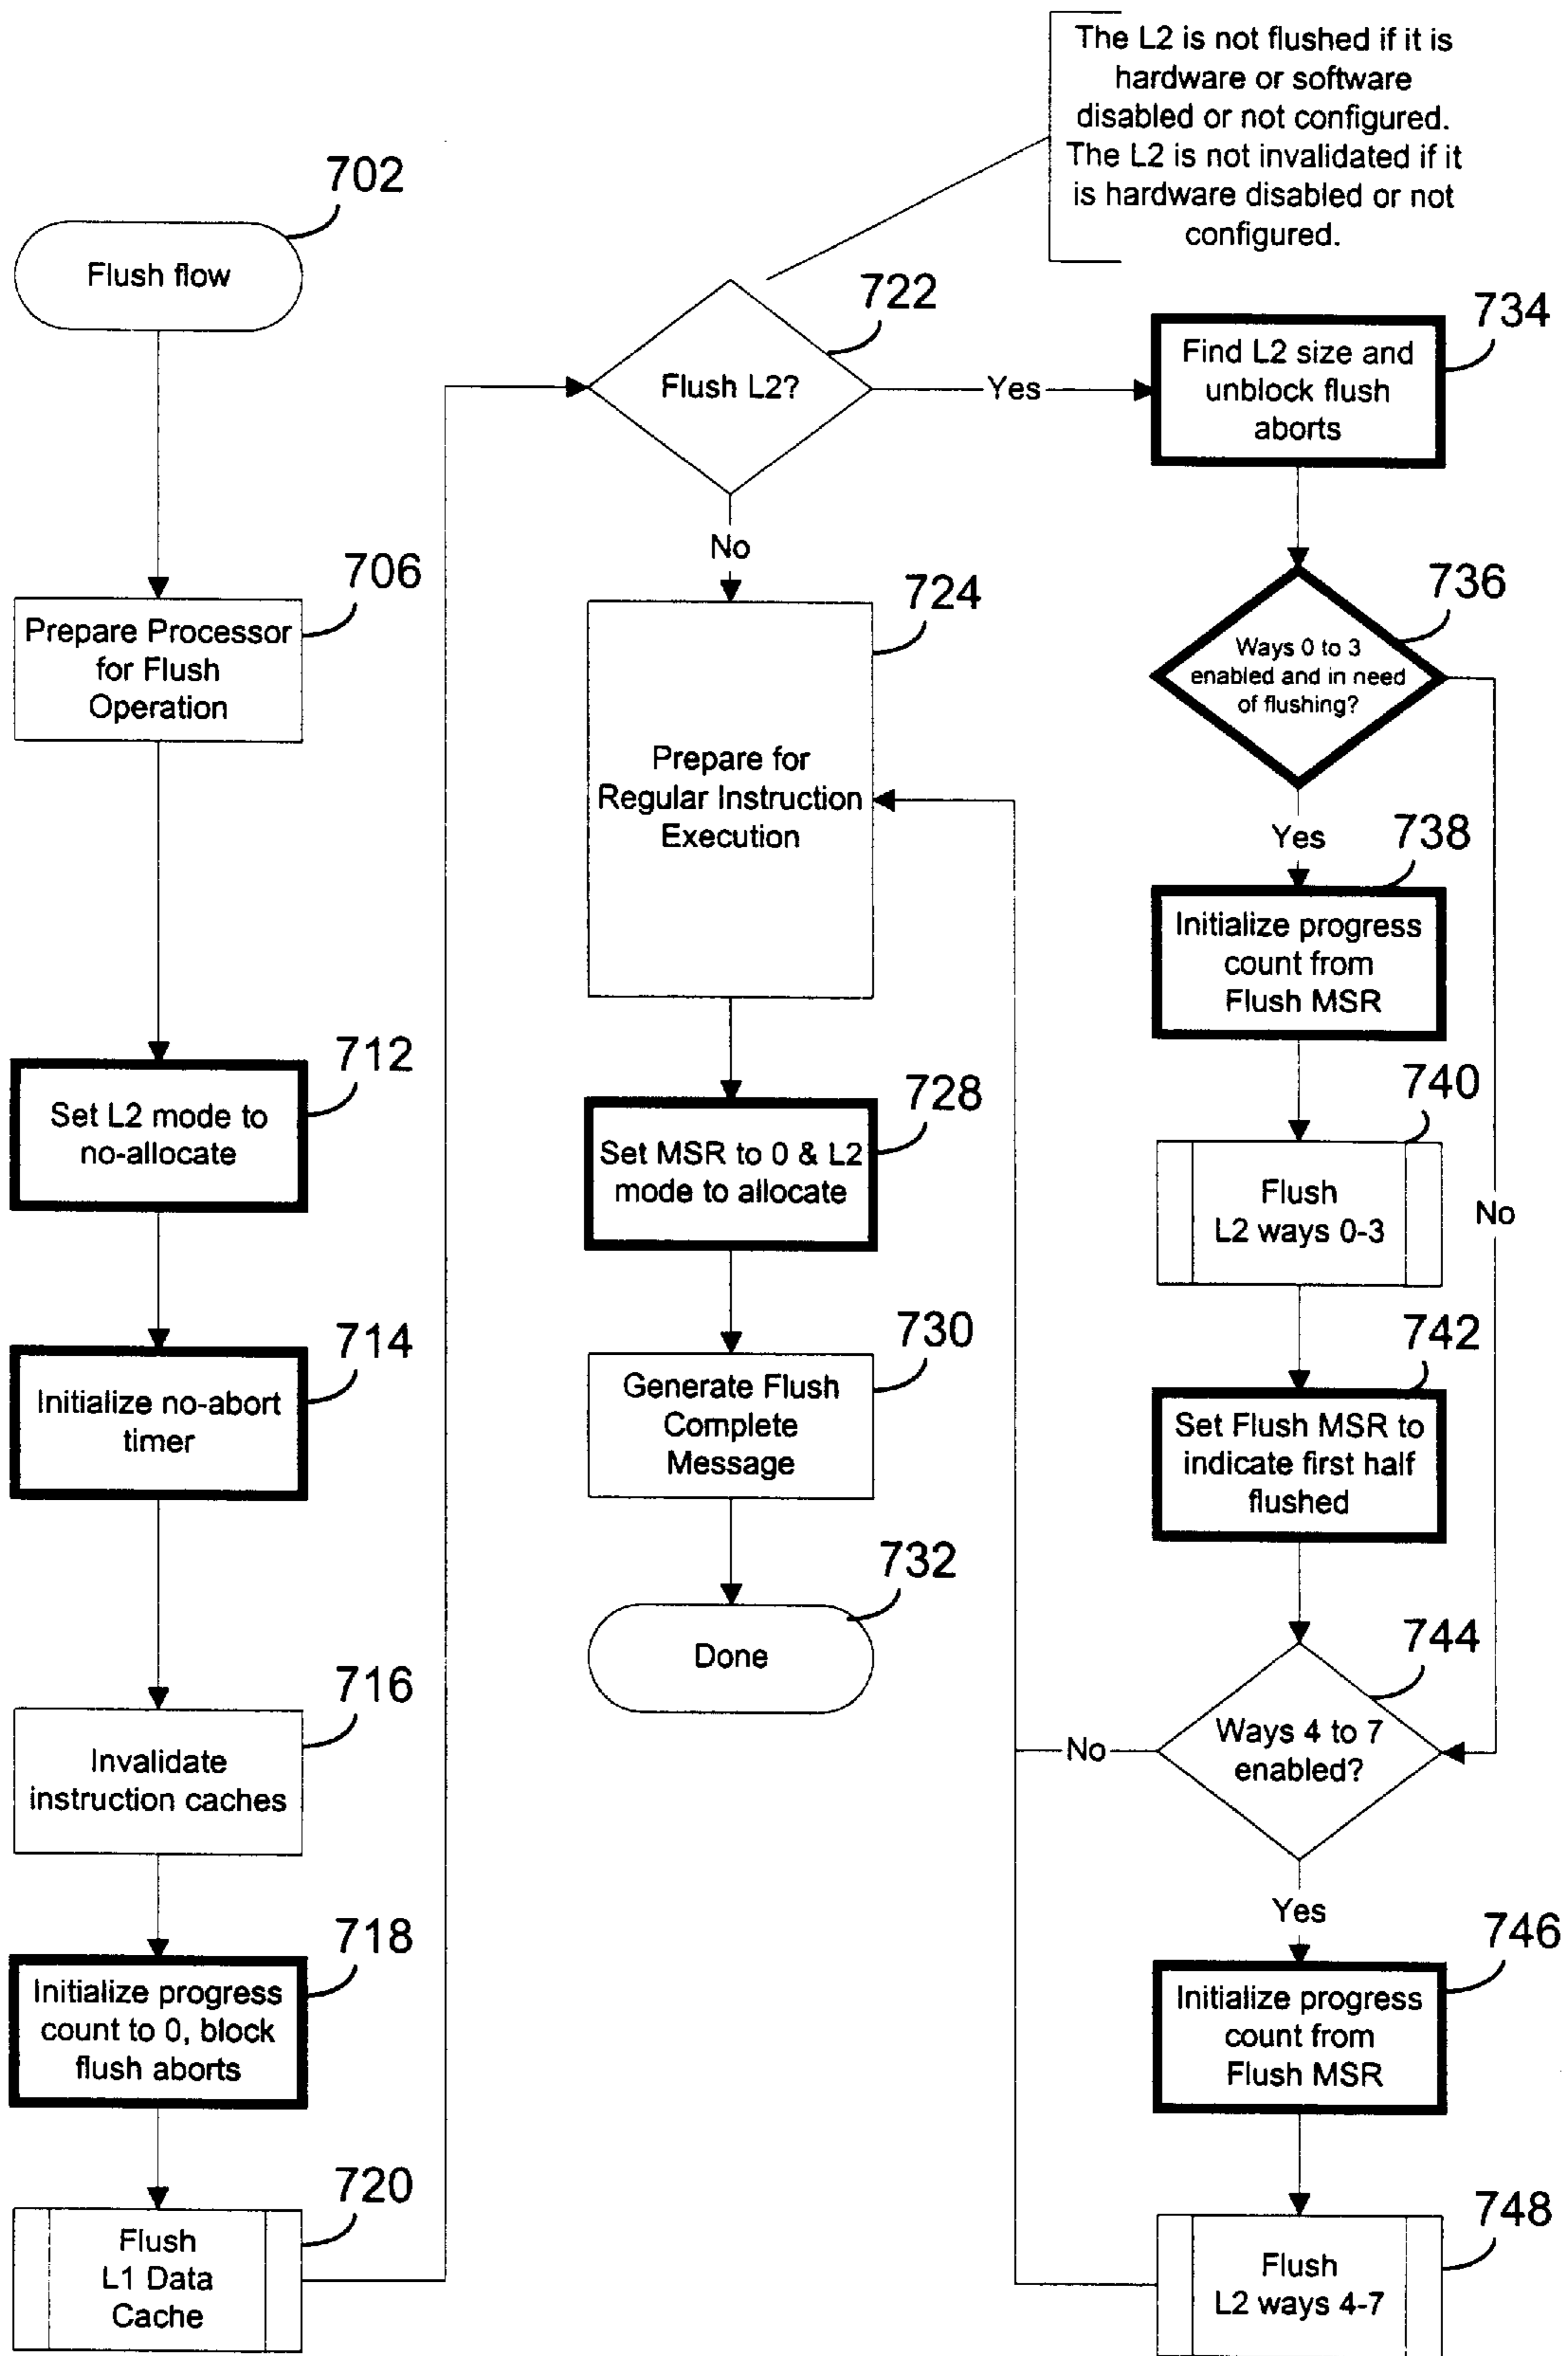 The L2 is not flushed if it is
hardware or software
disabled or not configured.
The L2 is not invalidated if it
is hardware disabled or not
configured.
702
Flush flow
706
Prepare Processor
for Flush
Operation
712
Set L2 mode to
no-allocate
714
Initialize no-abort
timer
716
Invalidate
instruction caches
718
Initialize progress
count to 0, block
flush aborts
720
Flush
L1 Data
Cache
722
Flush L2?
Yes
No
724
Prepare for
Regular Instruction
Execution
728
Set MSR to 0 & L2
mode to allocate
730
Generate Flush
Complete
Message
732
Done
734
Find L2 size and
unblock flush
aborts
736
Ways 0 to 3
enabled and in need
of flushing?
Yes
No
738
Initialize progress
count from
Flush MSR
740
Flush
L2 ways 0-3
742
Set Flush MSR to
indicate first half
flushed
744
Ways 4 to 7
enabled?
No
Yes
746
Initialize progress
count from
Flush MSR
748
Flush
L2 ways 4-7